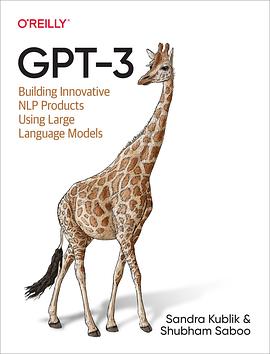 O'REILLY®
GPT-3
Building Innovative
NLP Products
Using Large
Language Models
Sandra Kublik &
Shubham Saboo